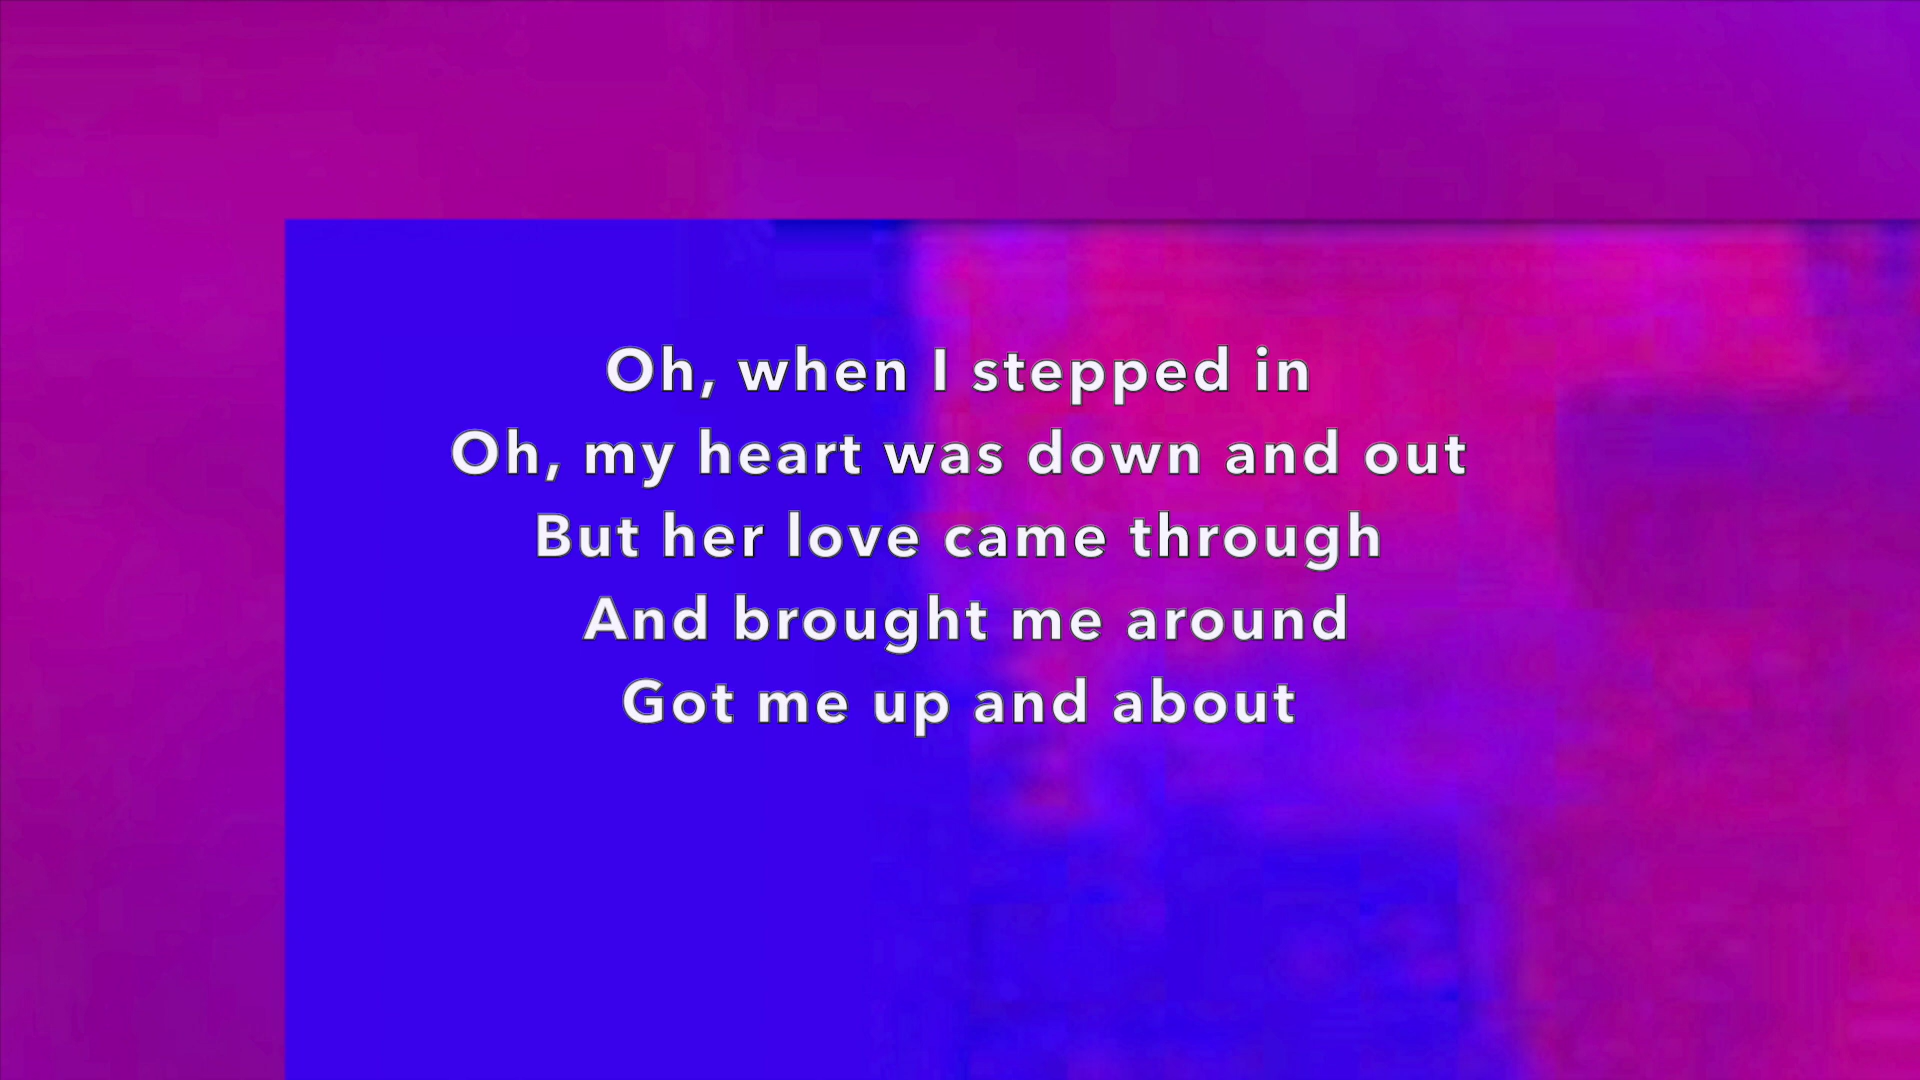 Oh, when I stepped in
Oh, my heart was down and out
But her love came through
And brought me around
Got me up and about